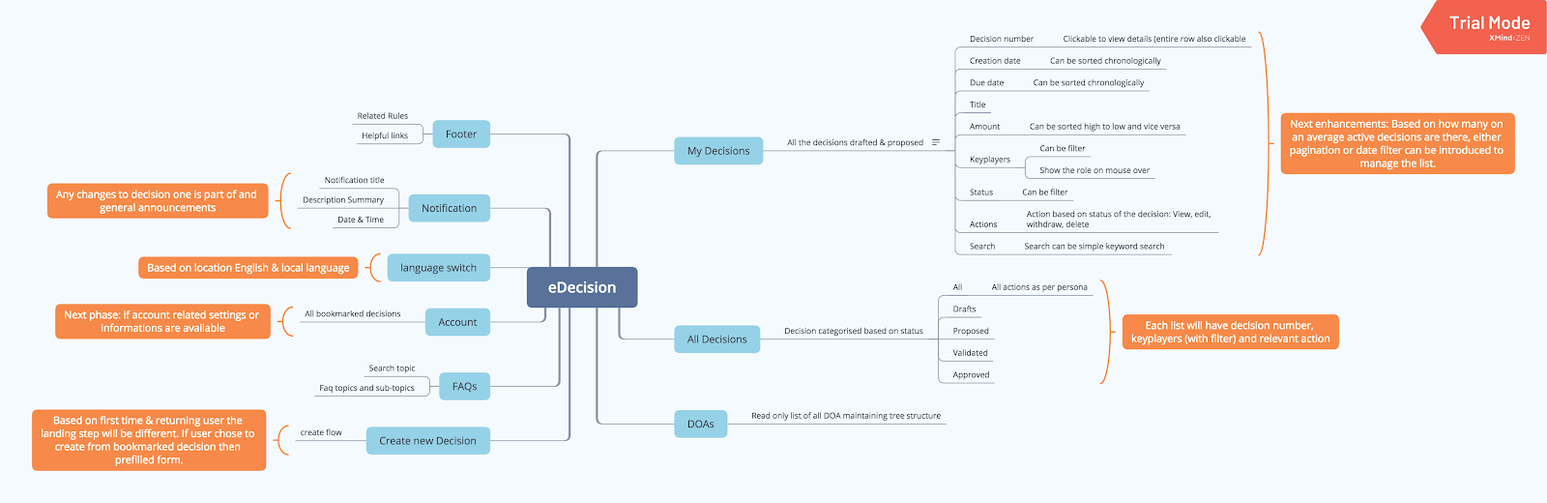 Trial Mode
XMind:ZEN
eDecision
My Decisions
All the decisions drafted & proposed
Decision number
Clickable to view details (entire row also clickable
Creation date
Can be sorted chronologically
Due date
Can be sorted chronologically
Title
Amount
Can be sorted high to low and vice versa
Keyplayers
Can be filter
Show the role on mouse over
Status
Can be filter
Actions
Action based on status of the decision: View, edit,
withdraw, delete
Search
Search can be simple keyword search
Next enhancements: Based on how many on
an average active decisions are there, either
pagination or date filter can be introduced to
manage the list.
All Decisions
Decision categorised based on status
All
All actions as per persona
Drafts
Proposed
Validated
Approved
Each list will have decision number,
keyplayers (with filter) and relevant action
DOAs
Read only list of all DOA maintaining tree structure
Footer
Related Rules
Helpful links
Notification
Notification title
Description Summary
Date & Time
Any changes to decision one is part of and
general announcements
language switch
Based on location English & local language
Account
All bookmarked decisions
Next phase: if account related settings or
informations are available
FAQs
Search topic
Faq topics and sub-topics
Create new Decision
create flow
Based on first time & returning user the
landing step will be different. If user chose to
create from bookmarked decision then
prefilled form.